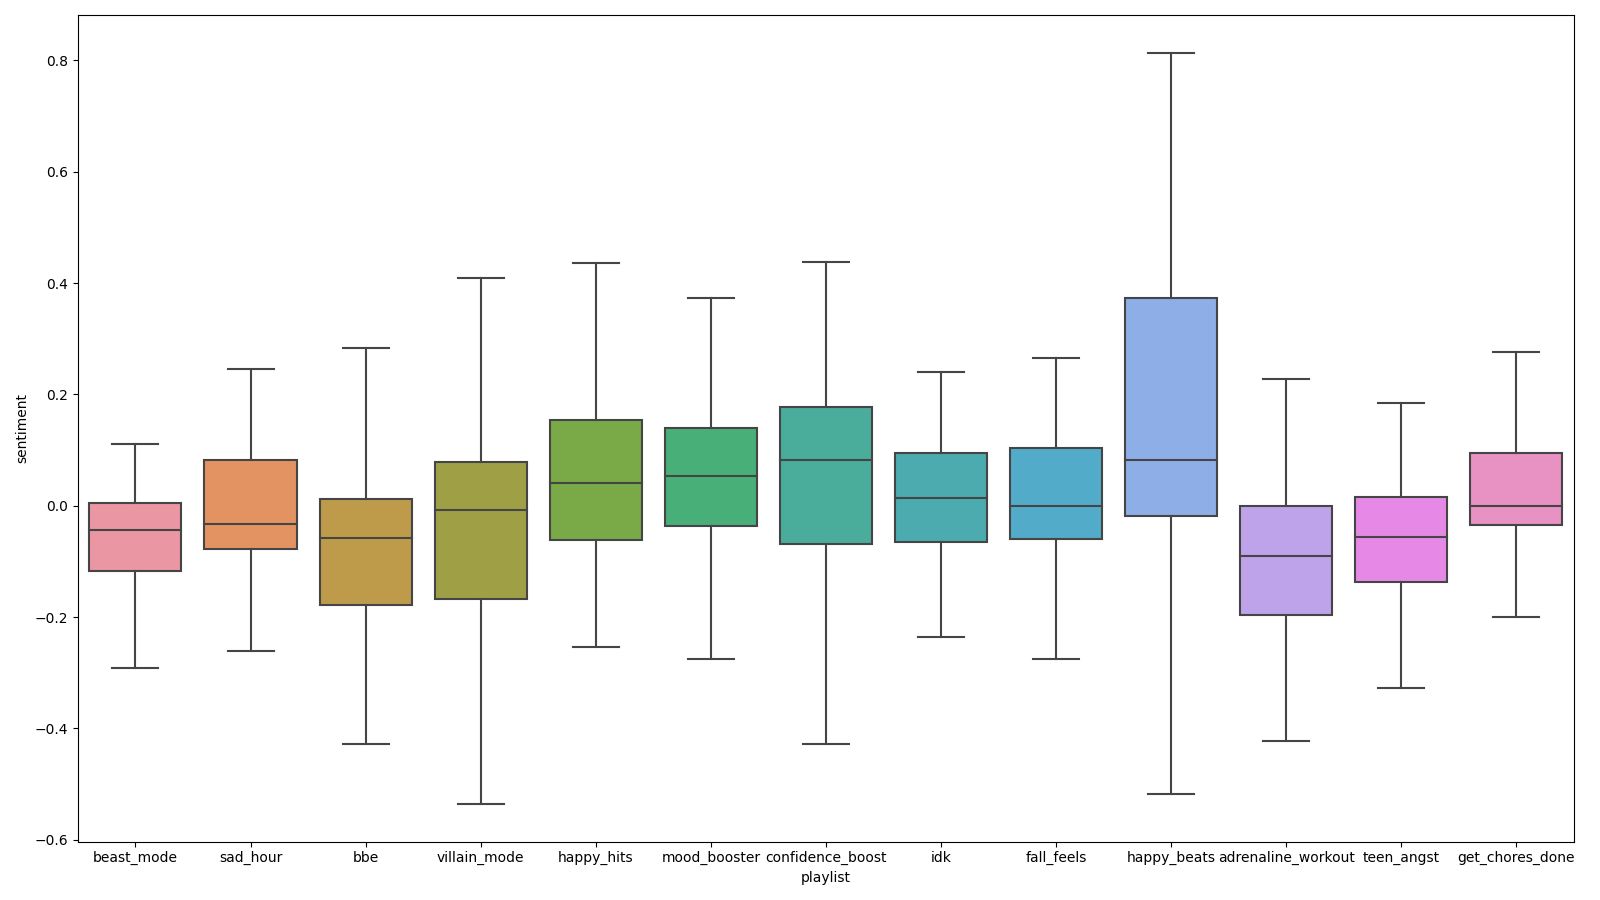 0.8
0.6
0.4
0.2
0.0
−0.2
−0.4
−0.6
sentiment
beast_mode sad_hour bbe villain_mode happy_hits mood_booster confidence_boost idk fall_feels happy_beats adrenaline_workout teen_angst get_chores_done
playlist